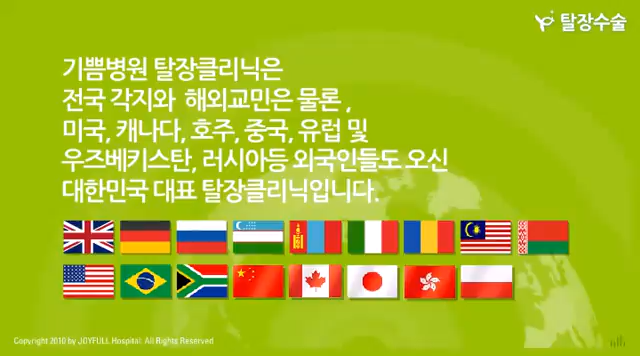 탈장수술
기쁨병원 탈장클리닉은
전국 각지와 해외교민은 물론 ,
미국, 캐나다, 호주, 중국, 유럽 및
우즈베키스탄, 러시아등 외국인들도 오신
대한민국 대표 탈장클리닉입니다.
Copyright 2010 by JOYFULL Hospital. All Rights Reserved